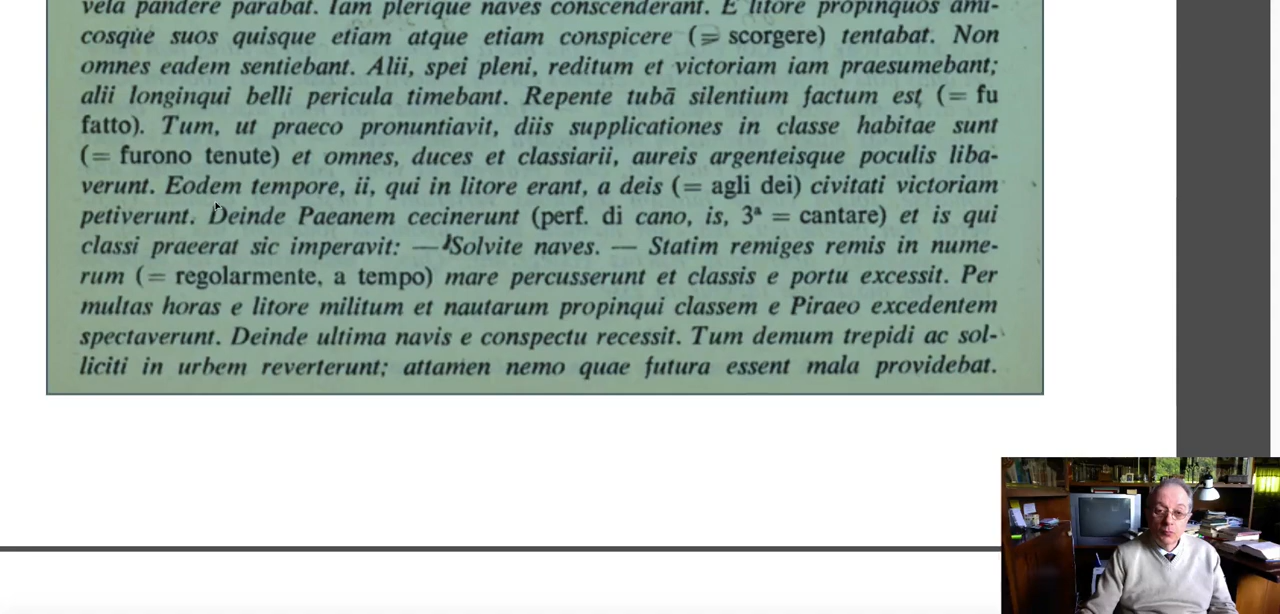 vela pandere parabat. Iam plerique naves conscenderant. E litore propinquos ami-
cosque suos quisque etiam atque etiam conspicere (= scorgere) tentabat. Non
omnes eadem sentiebant. Alii, spei pleni, reditum et victoriam iam praesumebant;
alii longinqui belli pericula timebant. Repente tubā silentium factum est (= fu
fatto). Tum, ut praeco pronuntiavit, diis supplicationes in classe habitae sunt
(= furono tenute) et omnes, duces et classiarii, aureis argenteisque poculis liba-
verunt. Eodem tempore, ii, qui in litore erant, a deis (= agli dei) civitati victoriam
petiverunt. Deinde Paeanem cecinerunt (perf. di cano, is, 3ª = cantare) et is qui
classi praeerat sic imperavit: — Solvite naves. — Statim remiges remis in nume-
rum (= regolarmente, a tempo) mare percusserunt et classis e portu excessit. Per
multas horas e litore militum et nautarum propinqui classem e Piraeo excedentem
spectaverunt. Deinde ultima navis e conspectu recessit. Tum demum trepidi ac sol-
liciti in urbem reverterunt; attamen nemo quae futura essent mala providebat.